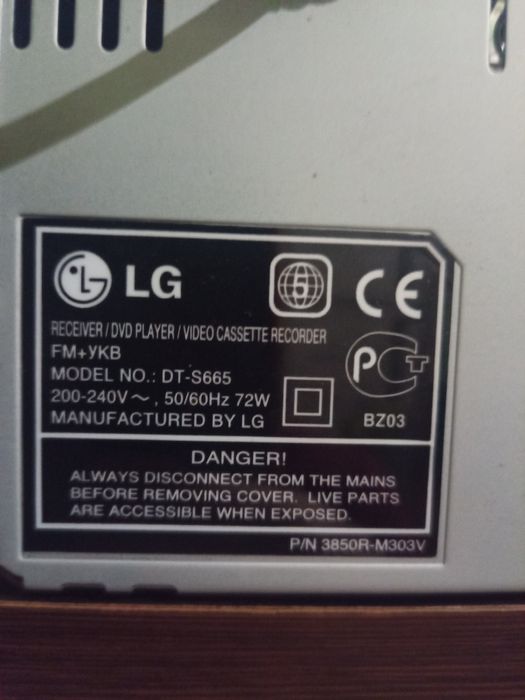 LG
5
CE
RECEIVER / DVD PLAYER / VIDEO CASSETTE RECORDER
FM+УКВ
MODEL NO.: DT-S665
200-240V ~ , 50/60Hz 72W
MANUFACTURED BY LG
РСТ
BZ03
DANGER!
ALWAYS DISCONNECT FROM THE MAINS
BEFORE REMOVING COVER. LIVE PARTS
ARE ACCESSIBLE WHEN EXPOSED.
P/N 3850R-M303V